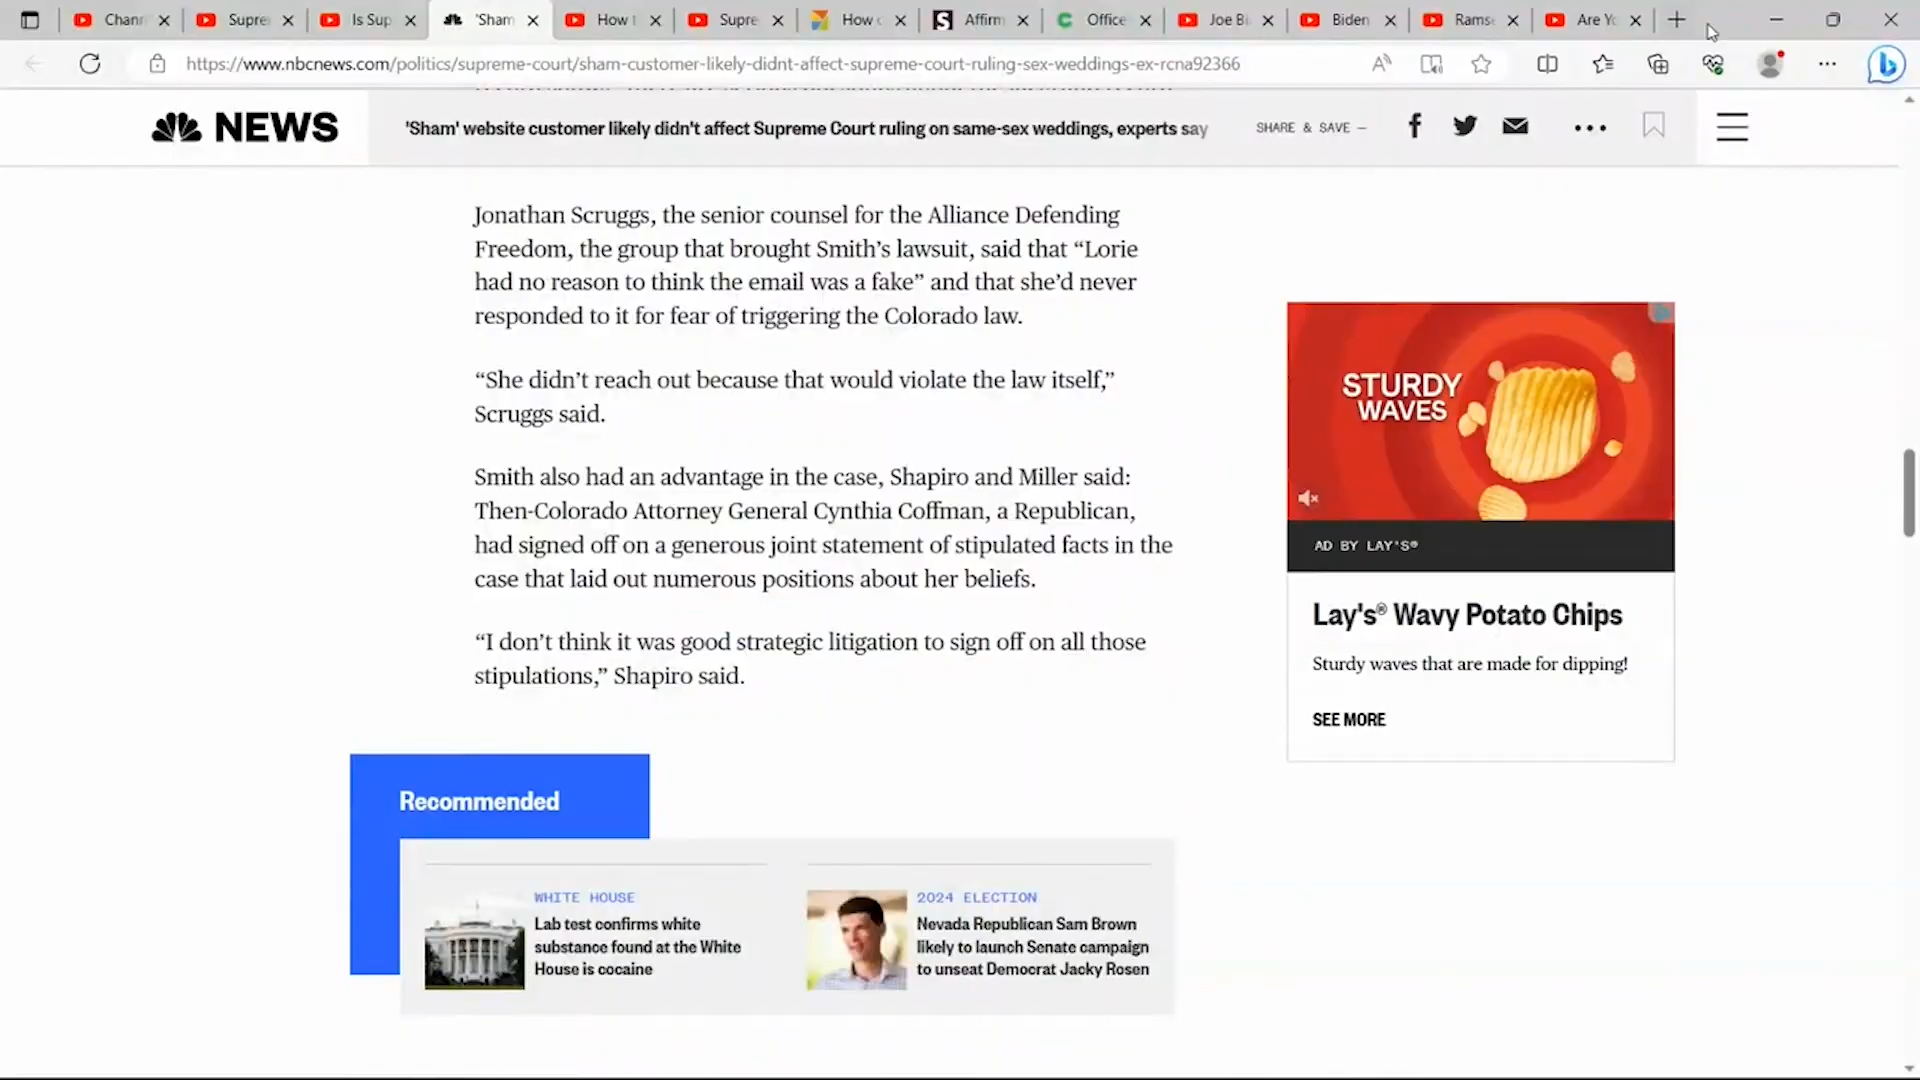 Chann
Supre
Is Sup
'Sham
How t
Supre
How c
Affirm
Office
Joe Bi
Biden
Rams
Are Yo
https://www.nbcnews.com/politics/supreme-court/sham-customer-likely-didnt-affect-supreme-court-ruling-sex-weddings-ex-rcna92366
NEWS
'Sham' website customer likely didn't affect Supreme Court ruling on same-sex weddings, experts say
SHARE & SAVE —
Jonathan Scruggs, the senior counsel for the Alliance Defending
Freedom, the group that brought Smith’s lawsuit, said that “Lorie
had no reason to think the email was a fake” and that she’d never
responded to it for fear of triggering the Colorado law.
“She didn’t reach out because that would violate the law itself,”
Scruggs said.
Smith also had an advantage in the case, Shapiro and Miller said:
Then-Colorado Attorney General Cynthia Coffman, a Republican,
had signed off on a generous joint statement of stipulated facts in the
case that laid out numerous positions about her beliefs.
“I don’t think it was good strategic litigation to sign off on all those
stipulations,” Shapiro said.
STURDY
WAVES
AD BY LAY'S®
Lay's® Wavy Potato Chips
Sturdy waves that are made for dipping!
SEE MORE
Recommended
WHITE HOUSE
Lab test confirms white
substance found at the White
House is cocaine
2024 ELECTION
Nevada Republican Sam Brown
likely to launch Senate campaign
to unseat Democrat Jacky Rosen